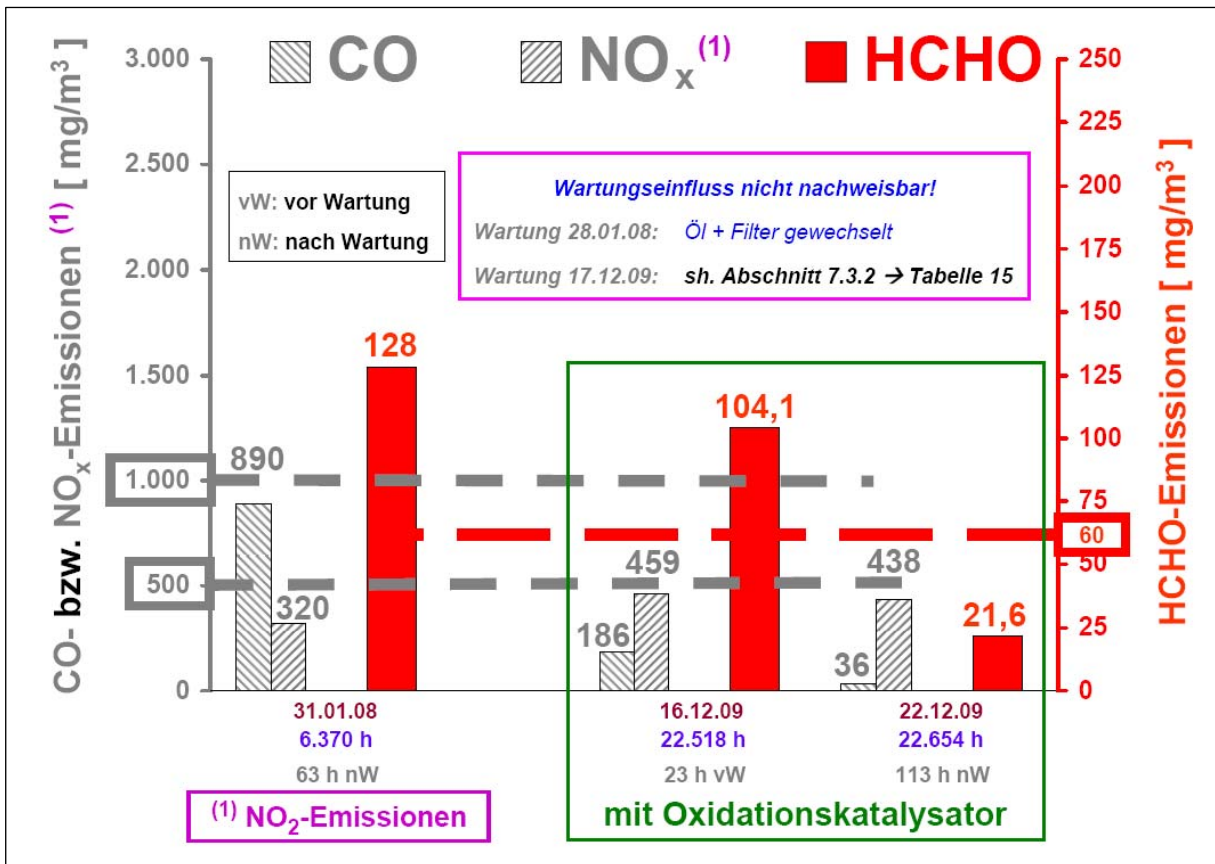 CO NOₓ⁽¹⁾ HCHO
CO- bzw. NOₓ-Emissionen ⁽¹⁾ [ mg/m³ ]
3.000
2.500
2.000
1.500
1.000
500
0
vW: vor Wartung
nW: nach Wartung
Wartungseinfluss nicht nachweisbar!
Wartung 28.01.08: Öl + Filter gewechselt
Wartung 17.12.09: sh. Abschnitt 7.3.2 → Tabelle 15
890
320
128
186
459
104,1
36
438
21,6
250
225
200
175
150
125
100
75
60
50
25
0
HCHO-Emissionen [ mg/m³ ]
31.01.08
6.370 h
63 h nW
16.12.09
22.518 h
23 h vW
22.12.09
22.654 h
113 h nW
⁽¹⁾ NO₂-Emissionen
mit Oxidationskatalysator